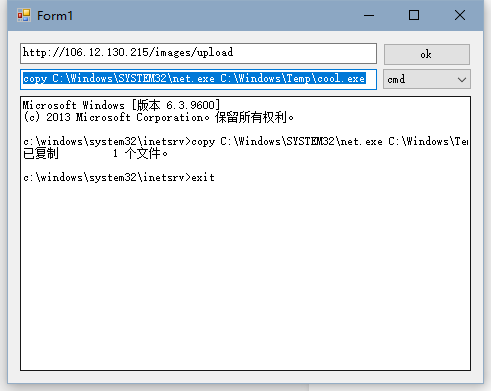 Form1
http://106.12.130.215/images/upload
ok
copy C:\Windows\SYSTEM32\net.exe C:\Windows\Temp\cool.exe
cmd
Microsoft Windows [版本 6.3.9600]
(c) 2013 Microsoft Corporation。保留所有权利。
c:\windows\system32\inetsrv>copy C:\Windows\SYSTEM32\net.exe C:\Windows\Tem
已复制         1 个文件。
c:\windows\system32\inetsrv>exit